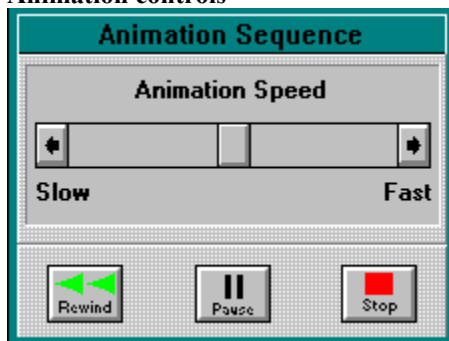 Animation controls
Animation Sequence
Animation Speed
Slow Fast
Rewind Pause Stop